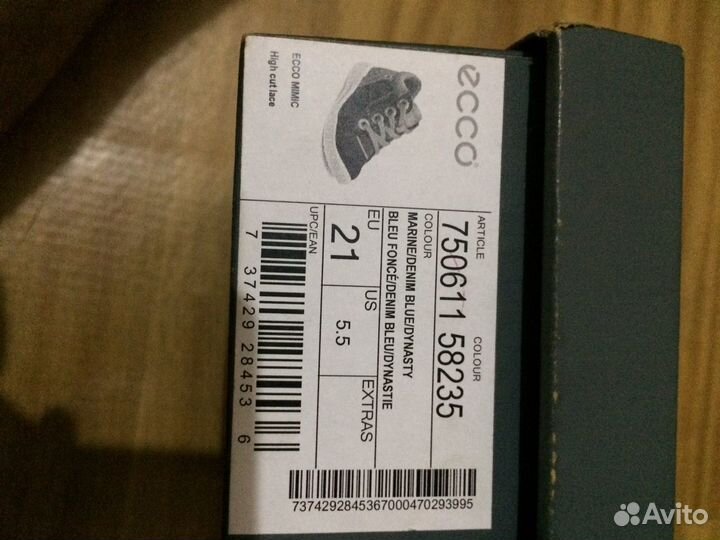 ecco
ECCO MIMIC
High cut lace
ARTICLE COLOUR
750611 58235
COLOUR
MARINE/DENIM BLUE/DYNASTY
BLEU FONCÉ/DENIM BLEU/DYNASTIE
EU US EXTRAS
21 5.5
UPC/EAN
7 37429 28453 6
7374292845367000470293995
Avito